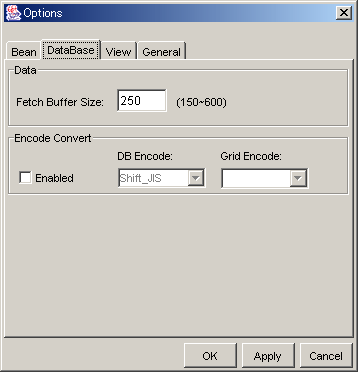 Options
Bean DataBase View General
Data
Fetch Buffer Size: 250 (150~600)
Encode Convert
DB Encode: Grid Encode:
Enabled Shift_JIS
OK Apply Cancel